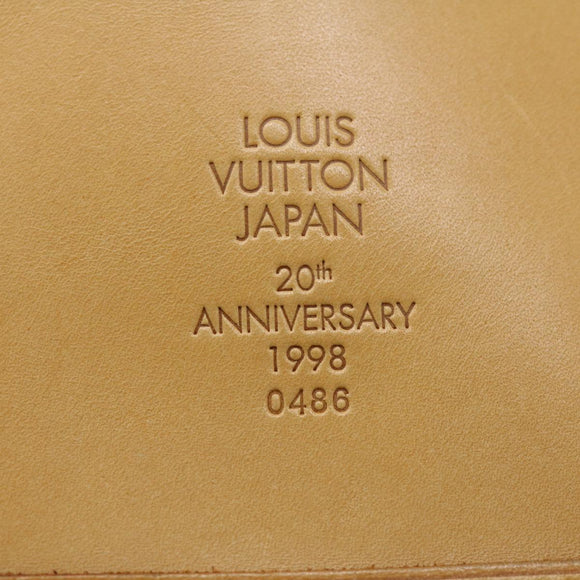 LOUIS
VUITTON
JAPAN
20th
ANNIVERSARY
1998
0486